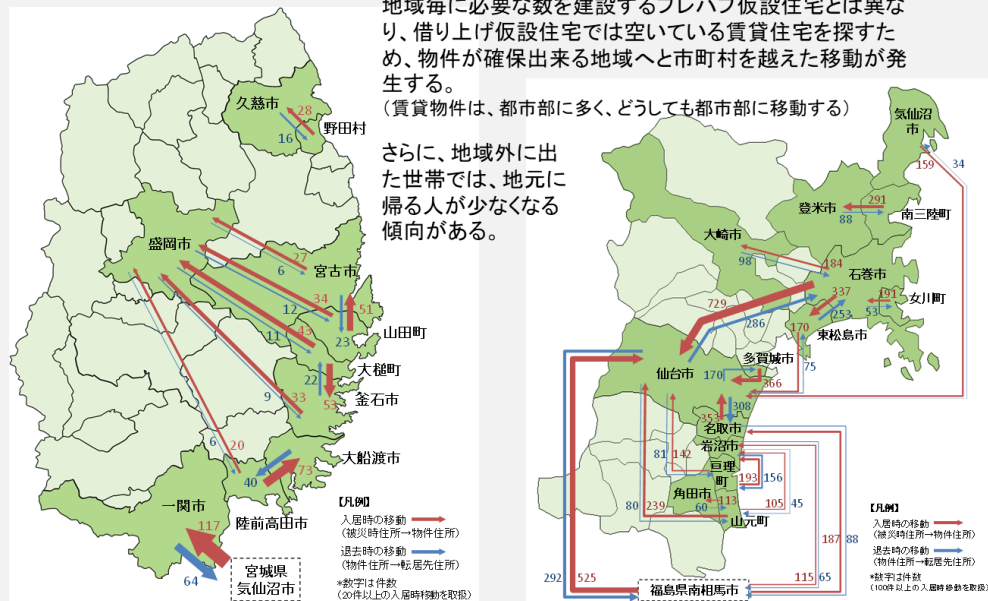 地域毎に必要な数を建設するプレハブ仮設住宅とは異な
り、借り上げ仮設住宅では空いている賃貸住宅を探すた
め、物件が確保出来る地域へと市町村を越えた移動が発
生する。
（賃貸物件は、都市部に多く、どうしても都市部に移動する）
さらに、地域外に出
た世帯では、地元に
帰る人が少なくなる
傾向がある。
久慈市
28
16
野田村
盛岡市
27
6
宮古市
34
12
51
23
山田町
43
11
大槌町
22
53
釜石市
33
9
20
6
大船渡市
73
40
陸前高田市
一関市
117
64
宮城県
気仙沼市
【凡例】
入居時の移動
（被災時住所→物件住所）
退去時の移動
（物件住所→転居先住所）
*数字は件数
（20件以上の入居時移動を取扱）
気仙沼
市
159
34
登米市
291
88
南三陸町
大崎市
98
184
石巻市
女川町
191
53
337
253
東松島市
729
286
170
75
多賀城市
仙台市
170
366
353
308
名取市
岩沼市
81
142
亘理
町
193
156
角田市
113
60
105
45
80
239
山元町
187
88
115
65
292
525
福島県南相馬市
【凡例】
入居時の移動
（被災時住所→物件住所）
退去時の移動
（物件住所→転居先住所）
*数字は件数
（100件以上の入居時移動を取扱）